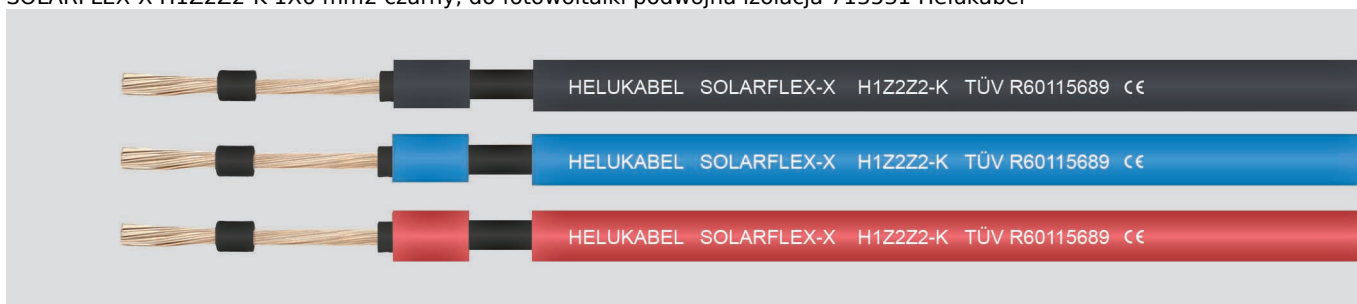 SOLARFLEX-X H1Z2Z2-K 1X6 mm2 czarny, do fotowoltaiki podwójna izolacja Helukabel
HELUKABEL SOLARFLEX-X H1Z2Z2-K TÜV R60115689 CE
HELUKABEL SOLARFLEX-X H1Z2Z2-K TÜV R60115689 CE
HELUKABEL SOLARFLEX-X H1Z2Z2-K TÜV R60115689 CE